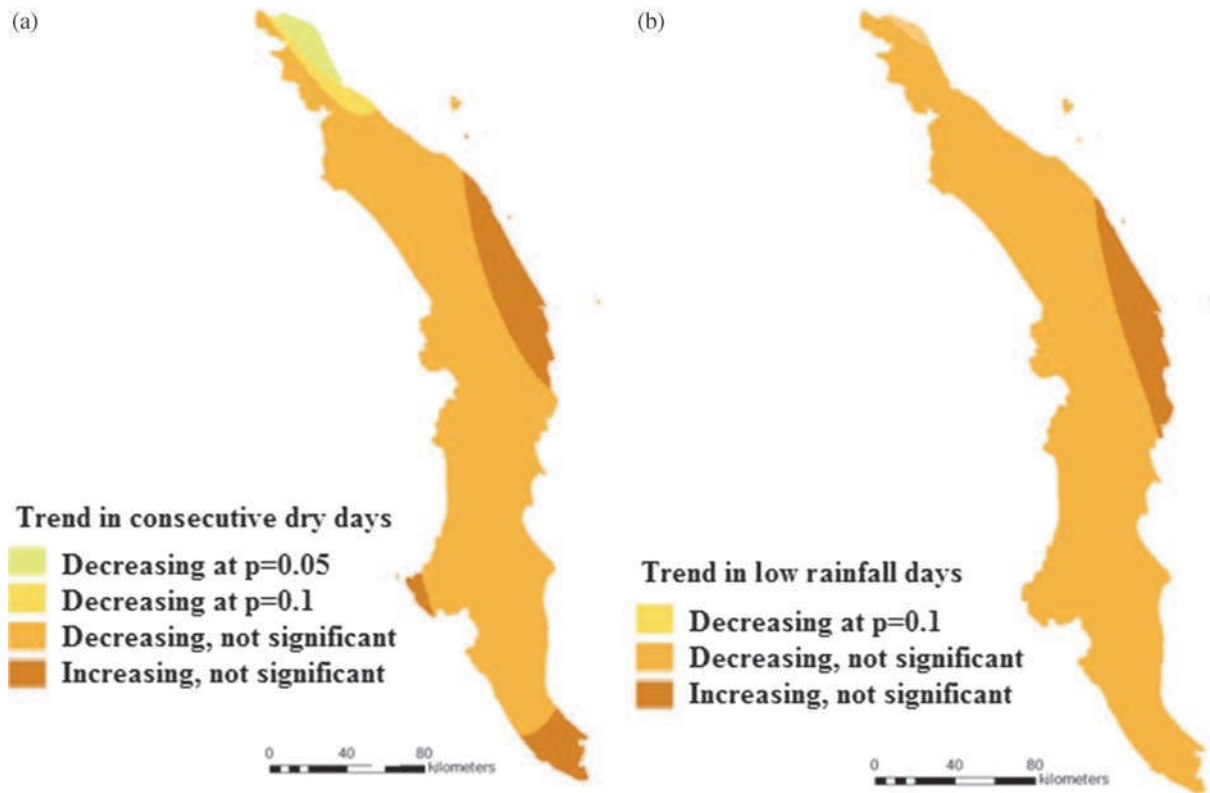 (a)
Trend in consecutive dry days
Decreasing at p=0.05
Decreasing at p=0.1
Decreasing, not significant
Increasing, not significant
0 40 80
kilometers
(b)
Trend in low rainfall days
Decreasing at p=0.1
Decreasing, not significant
Increasing, not significant
0 40 80
kilometers